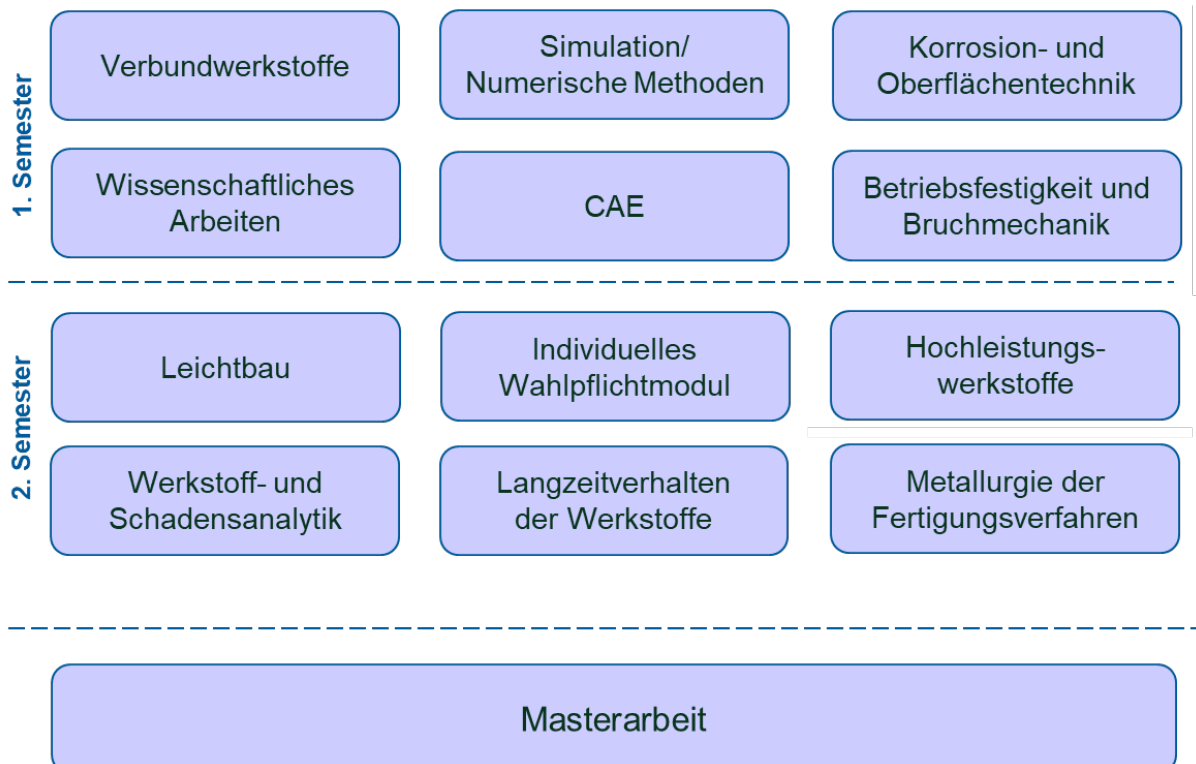 1. Semester
Verbundwerkstoffe
Simulation/
Numerische Methoden
Korrosion- und
Oberflächentechnik
Wissenschaftliches
Arbeiten
CAE
Betriebsfestigkeit und
Bruchmechanik
2. Semester
Leichtbau
Individuelles
Wahlpflichtmodul
Hochleistungs-
werkstoffe
Werkstoff- und
Schadensanalytik
Langzeitverhalten
der Werkstoffe
Metallurgie der
Fertigungsverfahren
Masterarbeit